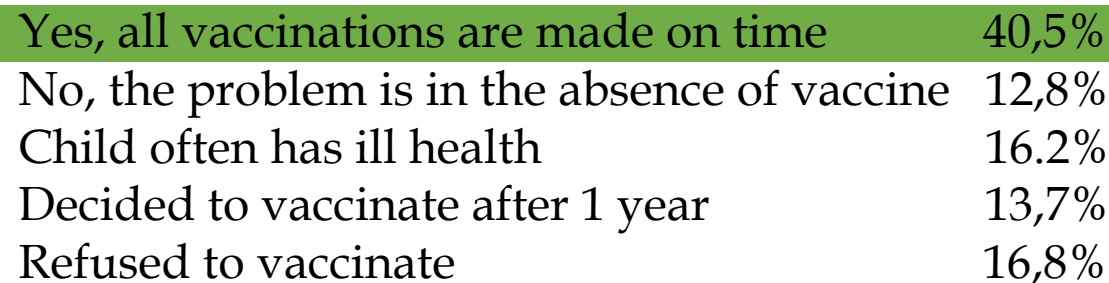 Yes, all vaccinations are made on time 40,5%
No, the problem is in the absence of vaccine 12,8%
Child often has ill health 16.2%
Decided to vaccinate after 1 year 13,7%
Refused to vaccinate 16,8%